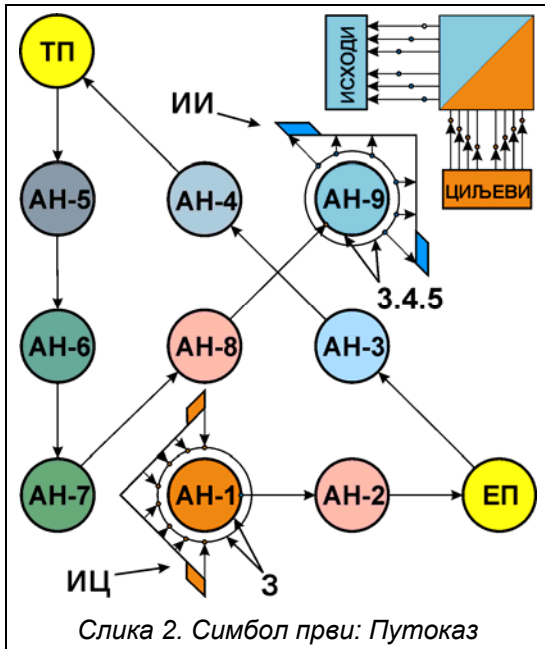 ТП
ИИ
ИСХОДИ
ЦИЉЕВИ
АН-5
АН-4
АН-9
3.4.5
АН-6
АН-8
АН-3
АН-7
АН-1
АН-2
ЕП
ИЦ
3
Слика 2. Симбол први: Путоказ